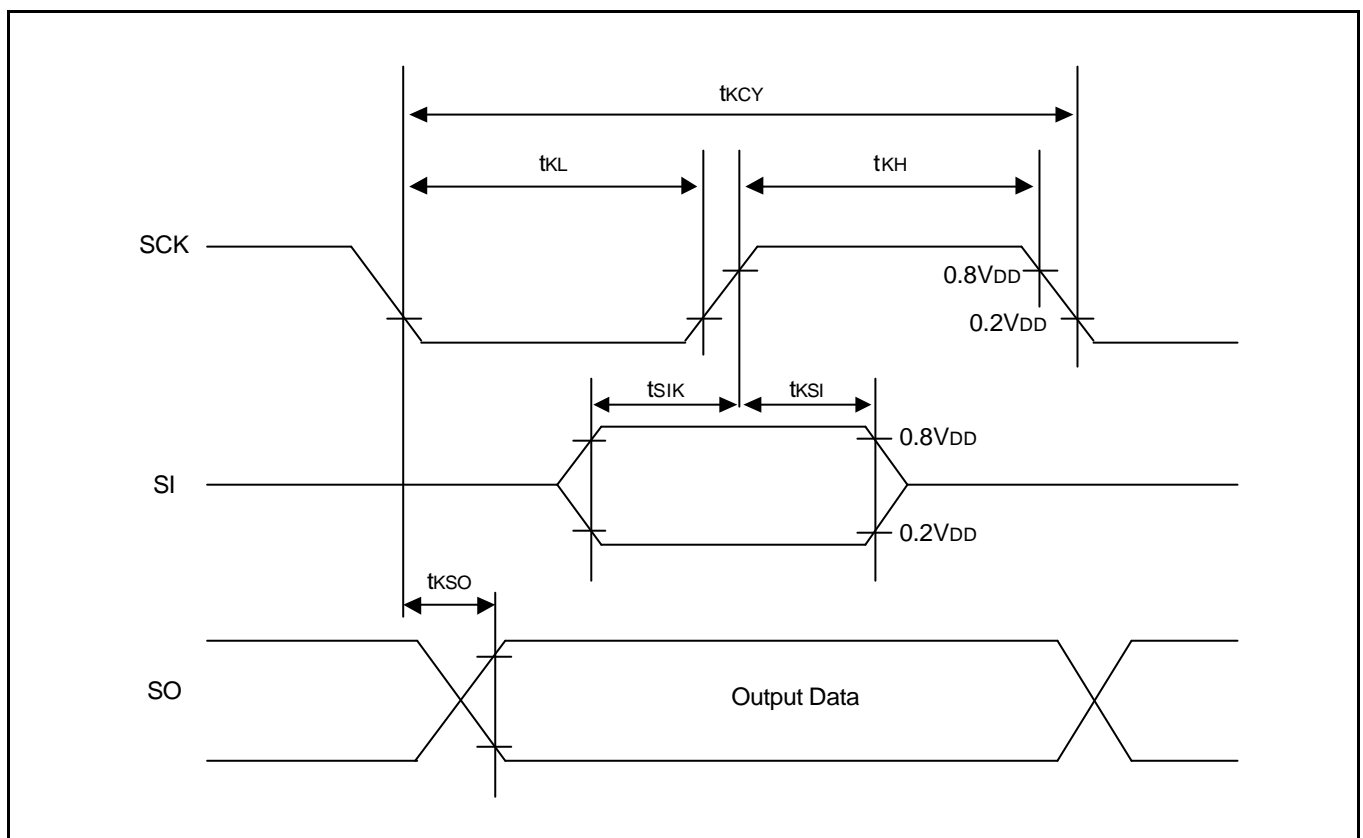 tKCY
tKL
tKH
SCK
0.8VDD
0.2VDD
tSIK
tKSI
0.8VDD
SI
0.2VDD
tKSO
SO
Output Data